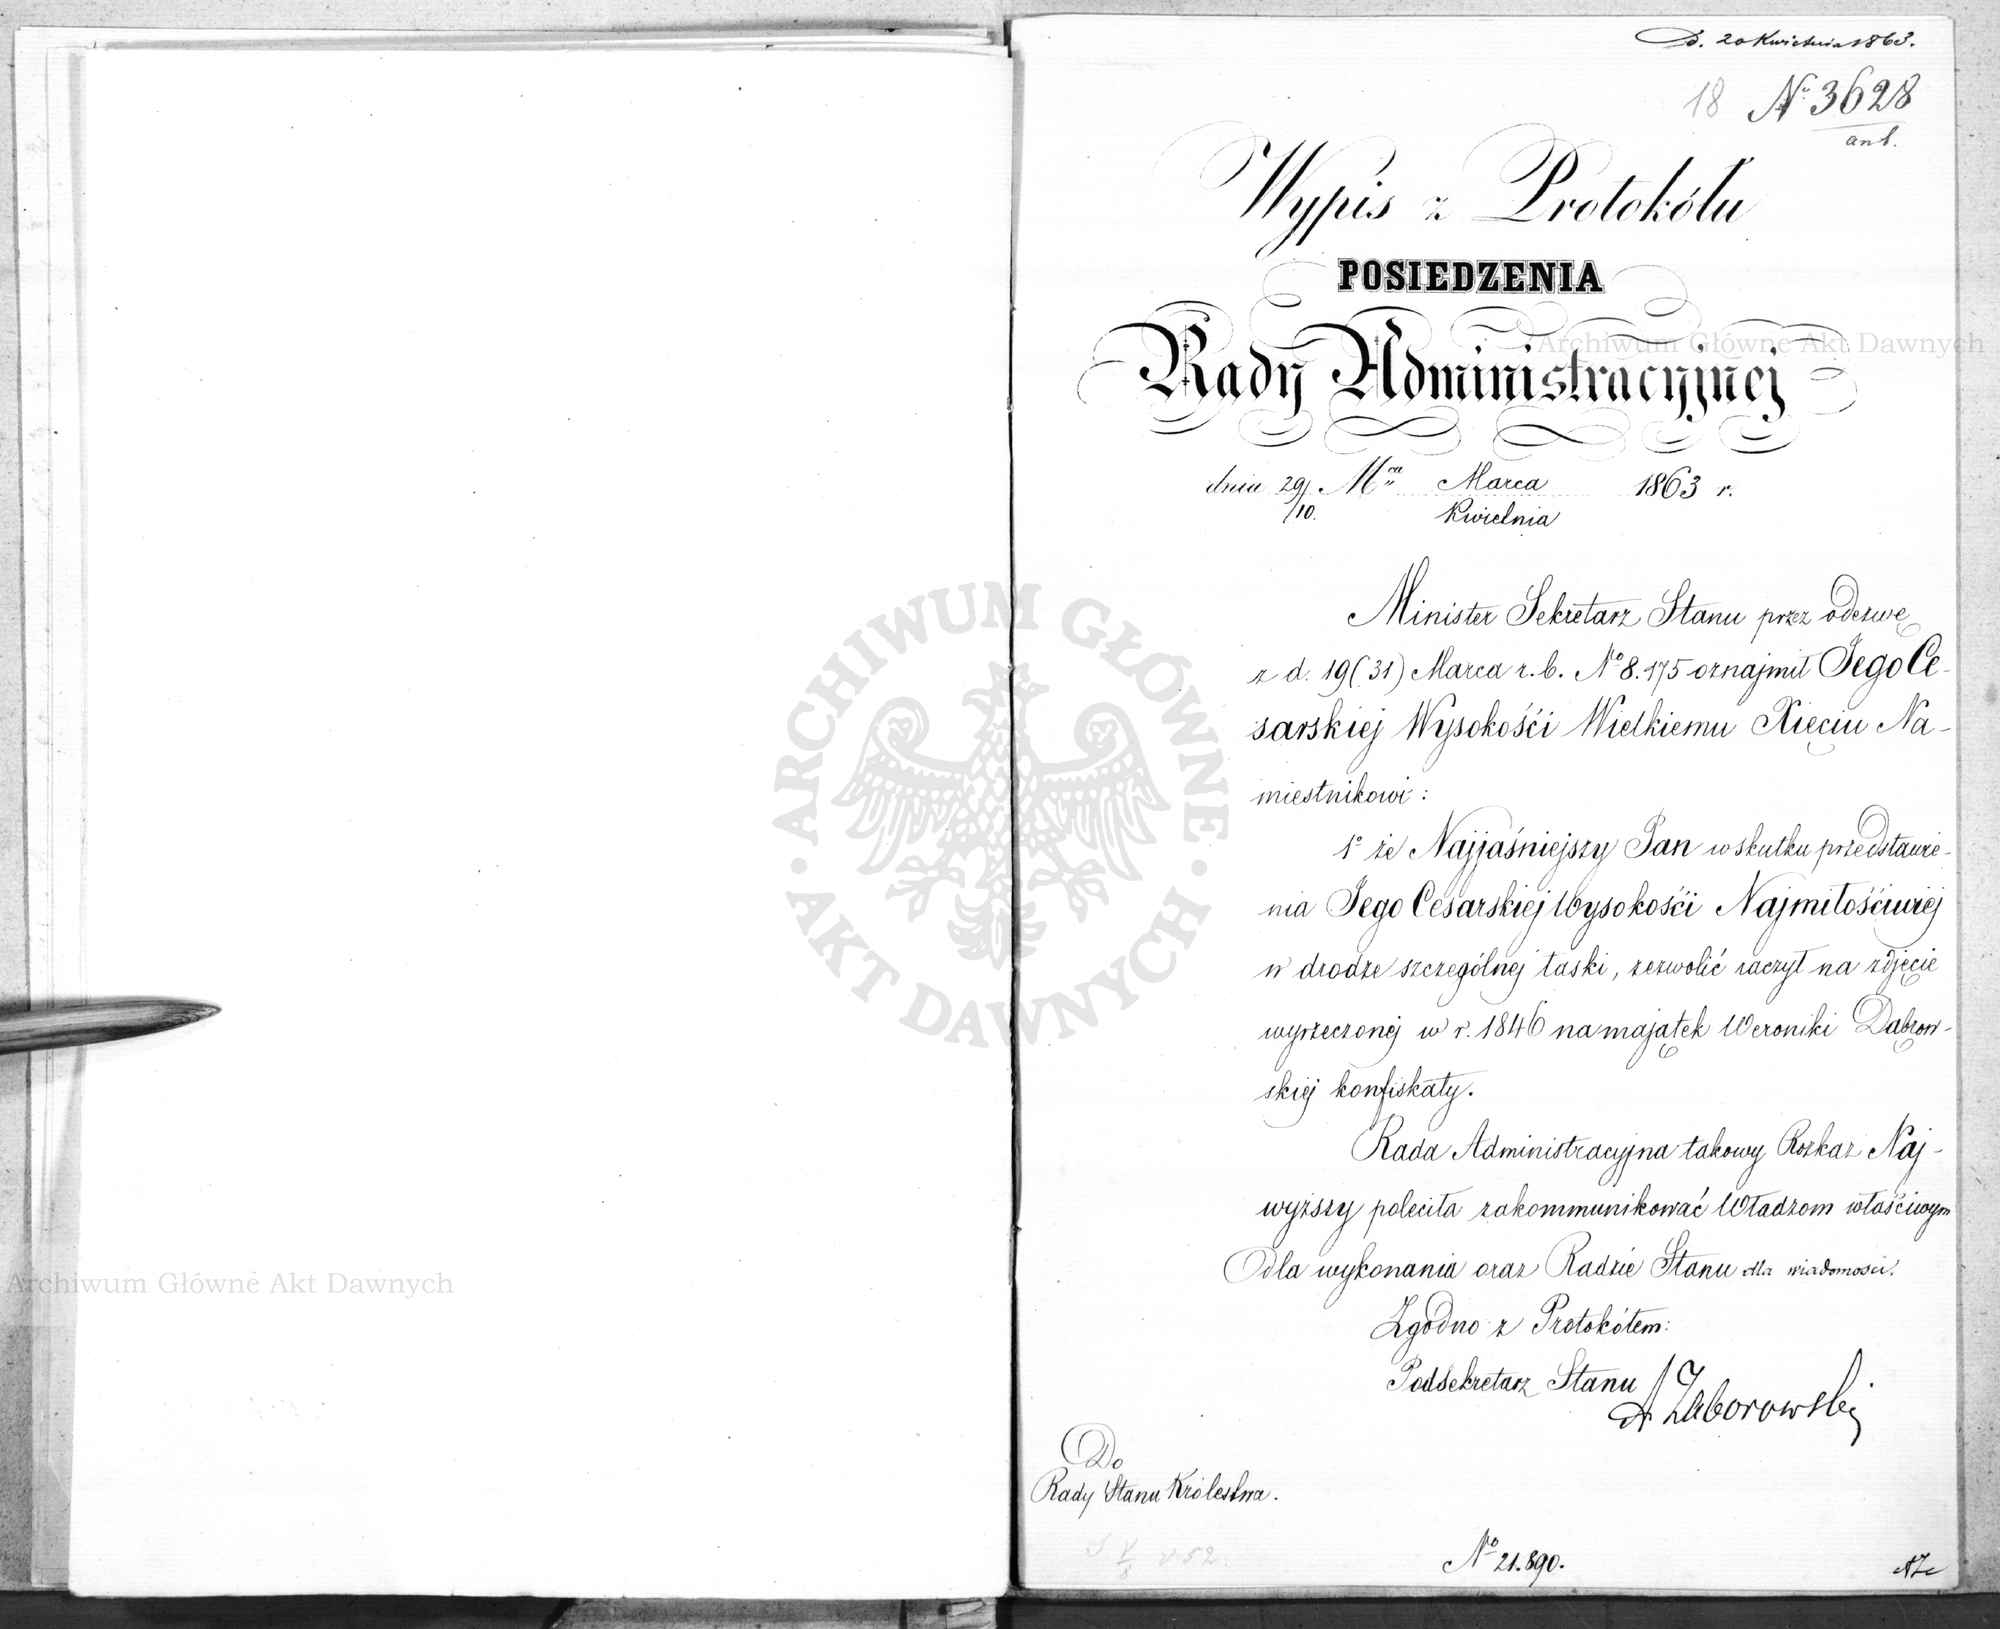 D. 20 Kwietnia 1863.
18 No 3628
ant.
Wypis z Protokółu
POSIEDZENIA
Rady Administracyjnej
dnia 29/10. Mca Marca/Kwietnia 1863 r.
Minister Sekretarz Stanu przez odezwę
z d. 19(31) Marca r. b. No 8.175 oznajmił Jego Ce-
sarskiej Wysokości Wielkiemu Xięciu Na-
miestnikowi:
1o że Najjaśniejszy Pan wskutku przedstawie-
nia Jego Cesarskiej Wysokości Najmiłościwiej
w drodze szczególnej łaski, zezwolić raczył na zdjęcie
wyrzeczonej w r. 1846 na majątek Weroniki Dąbrow-
skiej konfiskaty.
Rada Administracyjna takowy Rozkaz Naj-
wyższy poleciła zakommunikować Władzom właściwym
dla wykonania oraz Radzie Stanu dla wiadomości.
Zgodno z Protokółem:
Podsekretarz Stanu
A Zaborowski
Do
Rady Stanu Królestwa.
No 21.890.
ARCHIWUM GŁÓWNE AKT DAWNYCH
Archiwum Główne Akt Dawnych
Archiwum Główne Akt Dawnych